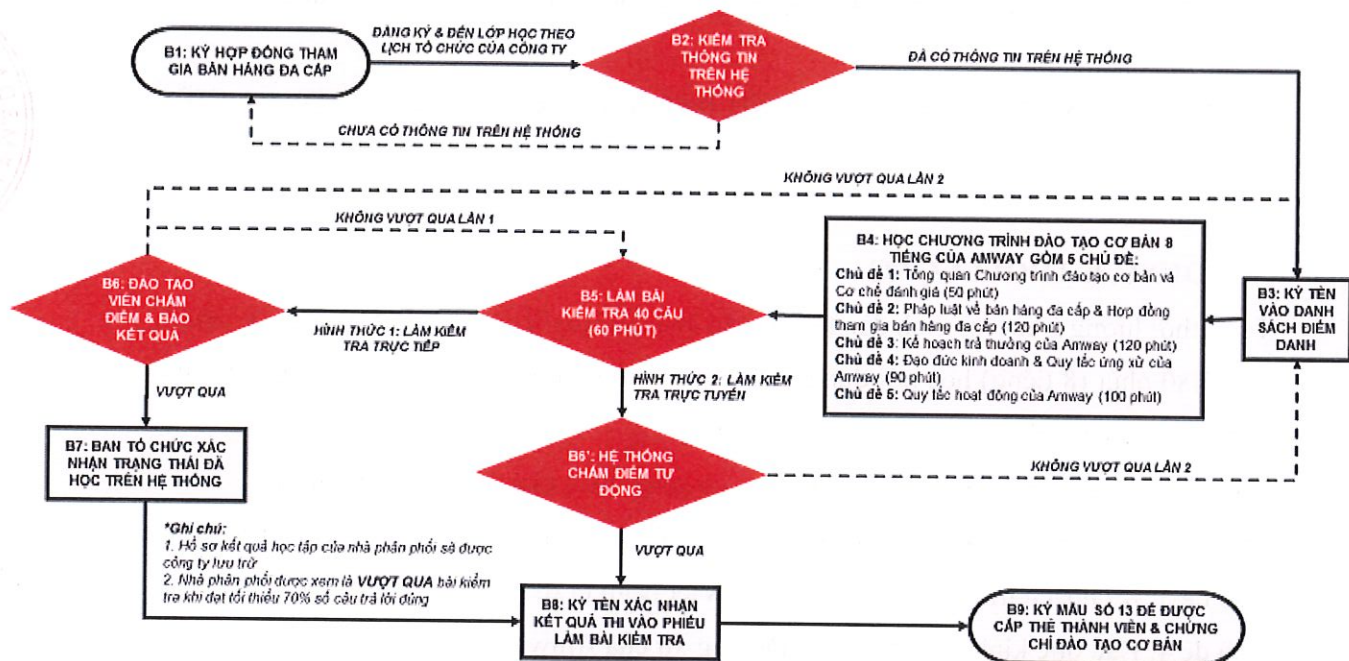 B1: KÝ HỢP ĐỒNG THAM
GIA BÁN HÀNG ĐA CẤP
ĐĂNG KÝ & ĐẾN LỚP HỌC THEO
LỊCH TỔ CHỨC CỦA CÔNG TY
B2: KIỂM TRA
THÔNG TIN
TRÊN HỆ
THỐNG
ĐÃ CÓ THÔNG TIN TRÊN HỆ THỐNG
CHƯA CÓ THÔNG TIN TRÊN HỆ THỐNG
KHÔNG VƯỢT QUA LẦN 2
KHÔNG VƯỢT QUA LẦN 1
B3: KÝ TÊN
VÀO DANH
SÁCH ĐIỂM
DANH
B4: HỌC CHƯƠNG TRÌNH ĐÀO TẠO CƠ BẢN 8
TIẾNG CỦA AMWAY GỒM 5 CHỦ ĐỀ:
Chủ đề 1: Tổng quan Chương trình đào tạo cơ bản và
Cơ chế đánh giá (50 phút)
Chủ đề 2: Pháp luật về bán hàng đa cấp & Hợp đồng
tham gia bán hàng đa cấp (120 phút)
Chủ đề 3: Kế hoạch trả thưởng của Amway (120 phút)
Chủ đề 4: Đạo đức kinh doanh & Quy tắc ứng xử của
Amway (90 phút)
Chủ đề 5: Quy tắc hoạt động của Amway (100 phút)
B5: LÀM BÀI
KIỂM TRA 40 CÂU
(60 PHÚT)
B6: ĐÀO TẠO
VIÊN CHẤM
ĐIỂM & BÁO
KẾT QUẢ
HÌNH THỨC 1: LÀM KIỂM
TRA TRỰC TIẾP
HÌNH THỨC 2: LÀM KIỂM
TRA TRỰC TUYẾN
VƯỢT QUA
B7: BAN TỔ CHỨC XÁC
NHẬN TRẠNG THÁI ĐÃ
HỌC TRÊN HỆ THỐNG
B6': HỆ THỐNG
CHẤM ĐIỂM TỰ
ĐỘNG
KHÔNG VƯỢT QUA LẦN 2
*Ghi chú:
1. Hồ sơ kết quả học tập của nhà phân phối sẽ được
công ty lưu trữ
2. Nhà phân phối được xem là VƯỢT QUA bài kiểm
tra khi đạt tối thiểu 70% số câu trả lời đúng
VƯỢT QUA
B8: KÝ TÊN XÁC NHẬN
KẾT QUẢ THI VÀO PHIẾU
LÀM BÀI KIỂM TRA
B9: KÝ MẪU SỐ 13 ĐỂ ĐƯỢC
CẤP THẺ THÀNH VIÊN & CHỨNG
CHỈ ĐÀO TẠO CƠ BẢN